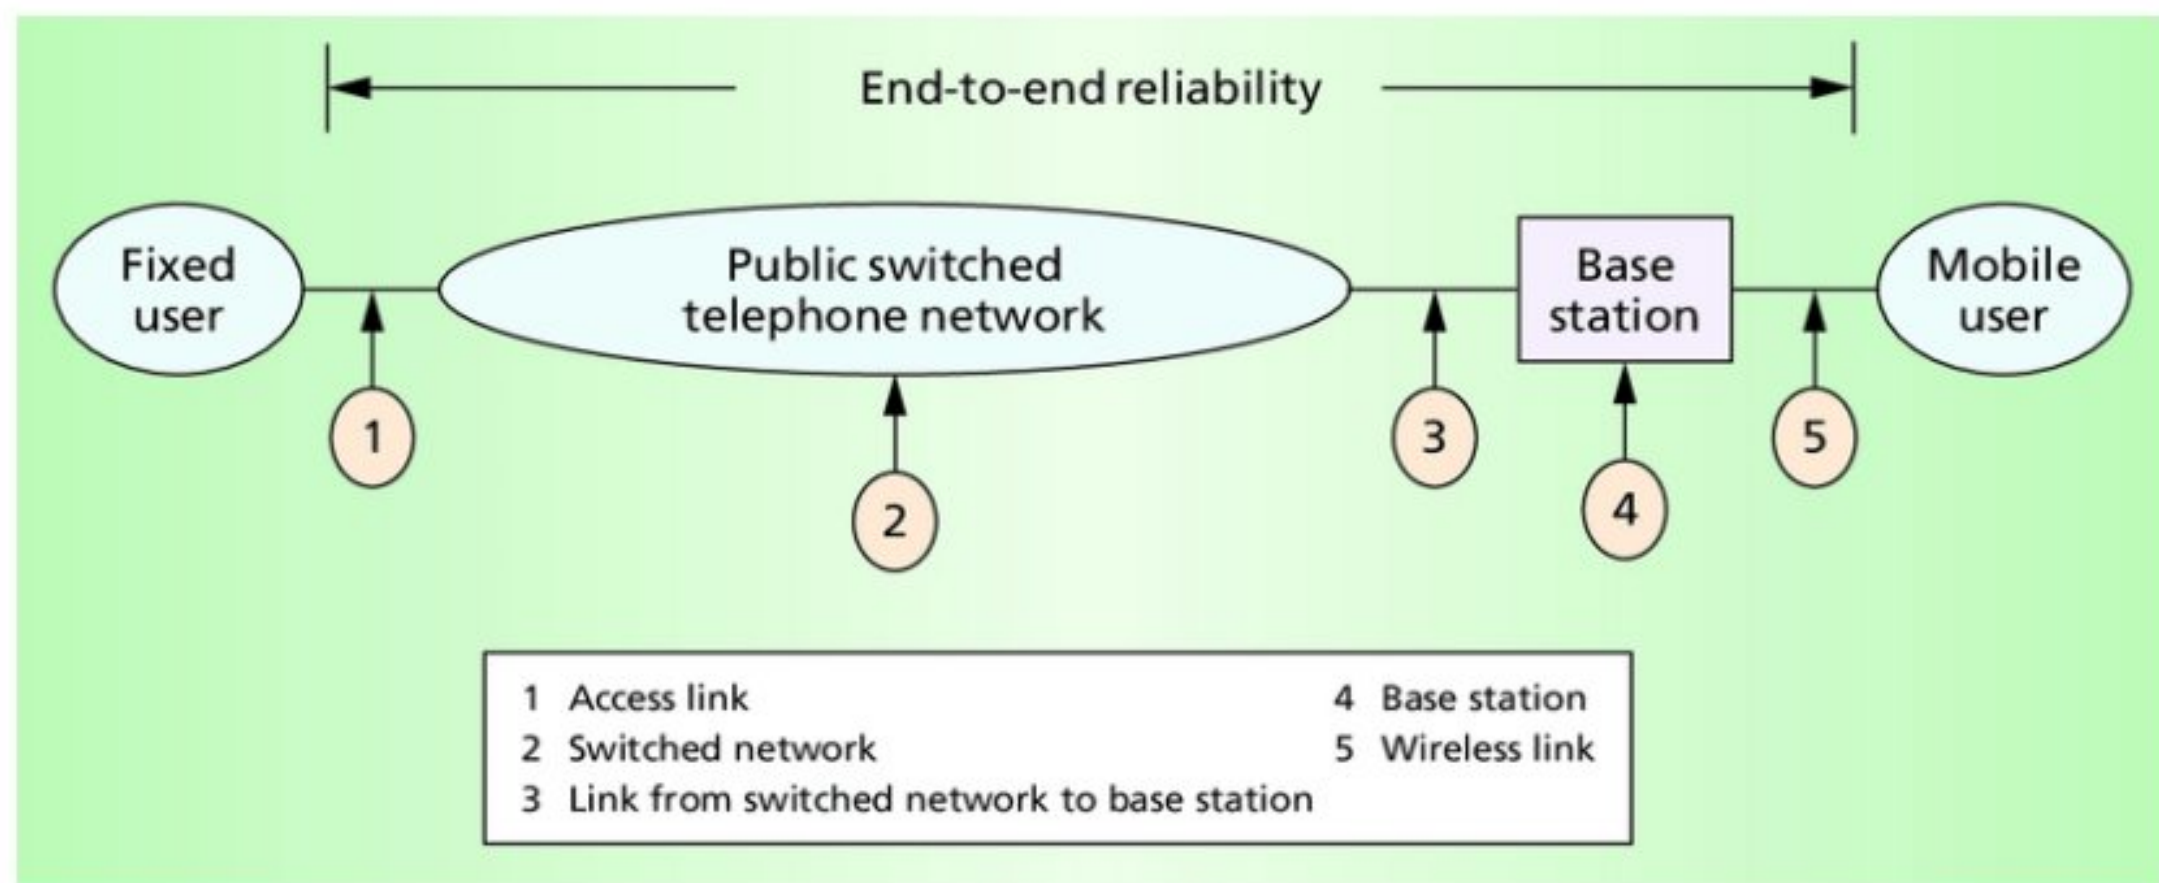 End-to-end reliability
Fixed
user
Public switched
telephone network
Base
station
Mobile
user
1
2
3
4
5
1 Access link
2 Switched network
3 Link from switched network to base station
4 Base station
5 Wireless link